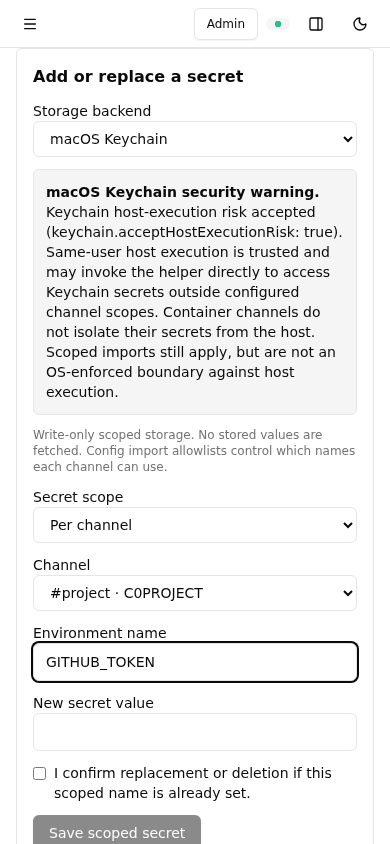 Admin
Add or replace a secret
Storage backend
macOS Keychain
macOS Keychain security warning.
Keychain host-execution risk accepted
(keychain.acceptHostExecutionRisk: true).
Same-user host execution is trusted and
may invoke the helper directly to access
Keychain secrets outside configured
channel scopes. Container channels do
not isolate their secrets from the host.
Scoped imports still apply, but are not an
OS-enforced boundary against host
execution.
Write-only scoped storage. No stored values are
fetched. Config import allowlists control which names
each channel can use.
Secret scope
Per channel
Channel
#project · C0PROJECT
Environment name
GITHUB_TOKEN
New secret value
I confirm replacement or deletion if this
scoped name is already set.
Save scoped secret